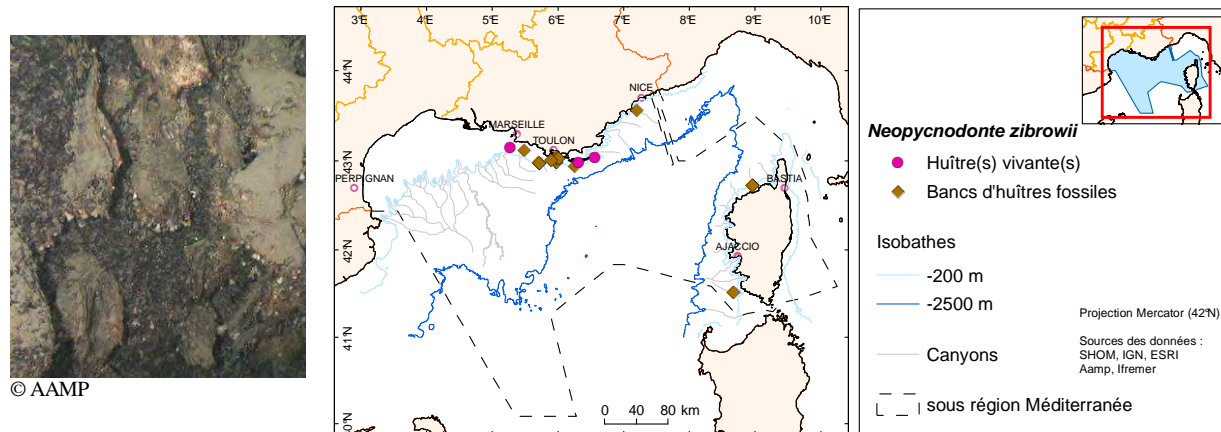 © AAMP
3°E 4°E 5°E 6°E 7°E 8°E 9°E 10°E
44°N
43°N
42°N
41°N
40°N
NICE
MARSEILLE
TOULON
PERPIGNAN
BASTIA
AJACCIO
0 40 80 km
Neopycnodonte zibrowii
Huître(s) vivante(s)
Bancs d'huîtres fossiles
Isobathes
-200 m
-2500 m
Projection Mercator (42°N)
Sources des données :
SHOM, IGN, ESRI
Aamp, Ifremer
Canyons
sous région Méditerranée